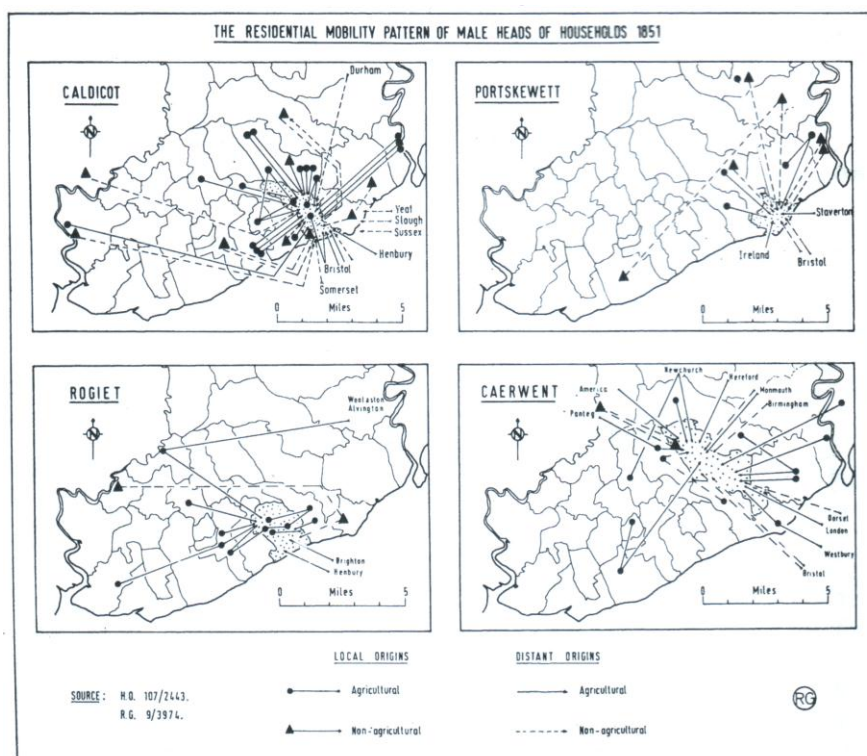 THE RESIDENTIAL MOBILITY PATTERN OF MALE HEADS OF HOUSEHOLDS 1851
CALDICOT
N
Durham
Yeat
Slough
Sussex
Henbury
Bristol
Somerset
0 5
Miles
PORTSKEWETT
N
Staverton
Ireland
Bristol
0 5
Miles
ROGIET
N
Woolaston
Alvington
Brighton
Henbury
0 5
Miles
CAERWENT
N
Newchurch
America
Hereford
Monmouth
Birmingham
Panteg
Dorset
London
Westbury
Bristol
0 5
Miles
LOCAL ORIGINS
DISTANT ORIGINS
SOURCE: H.O. 107/2443.
R.G. 9/3974.
Agricultural
Agricultural
Non-agricultural
Non-agricultural
RG